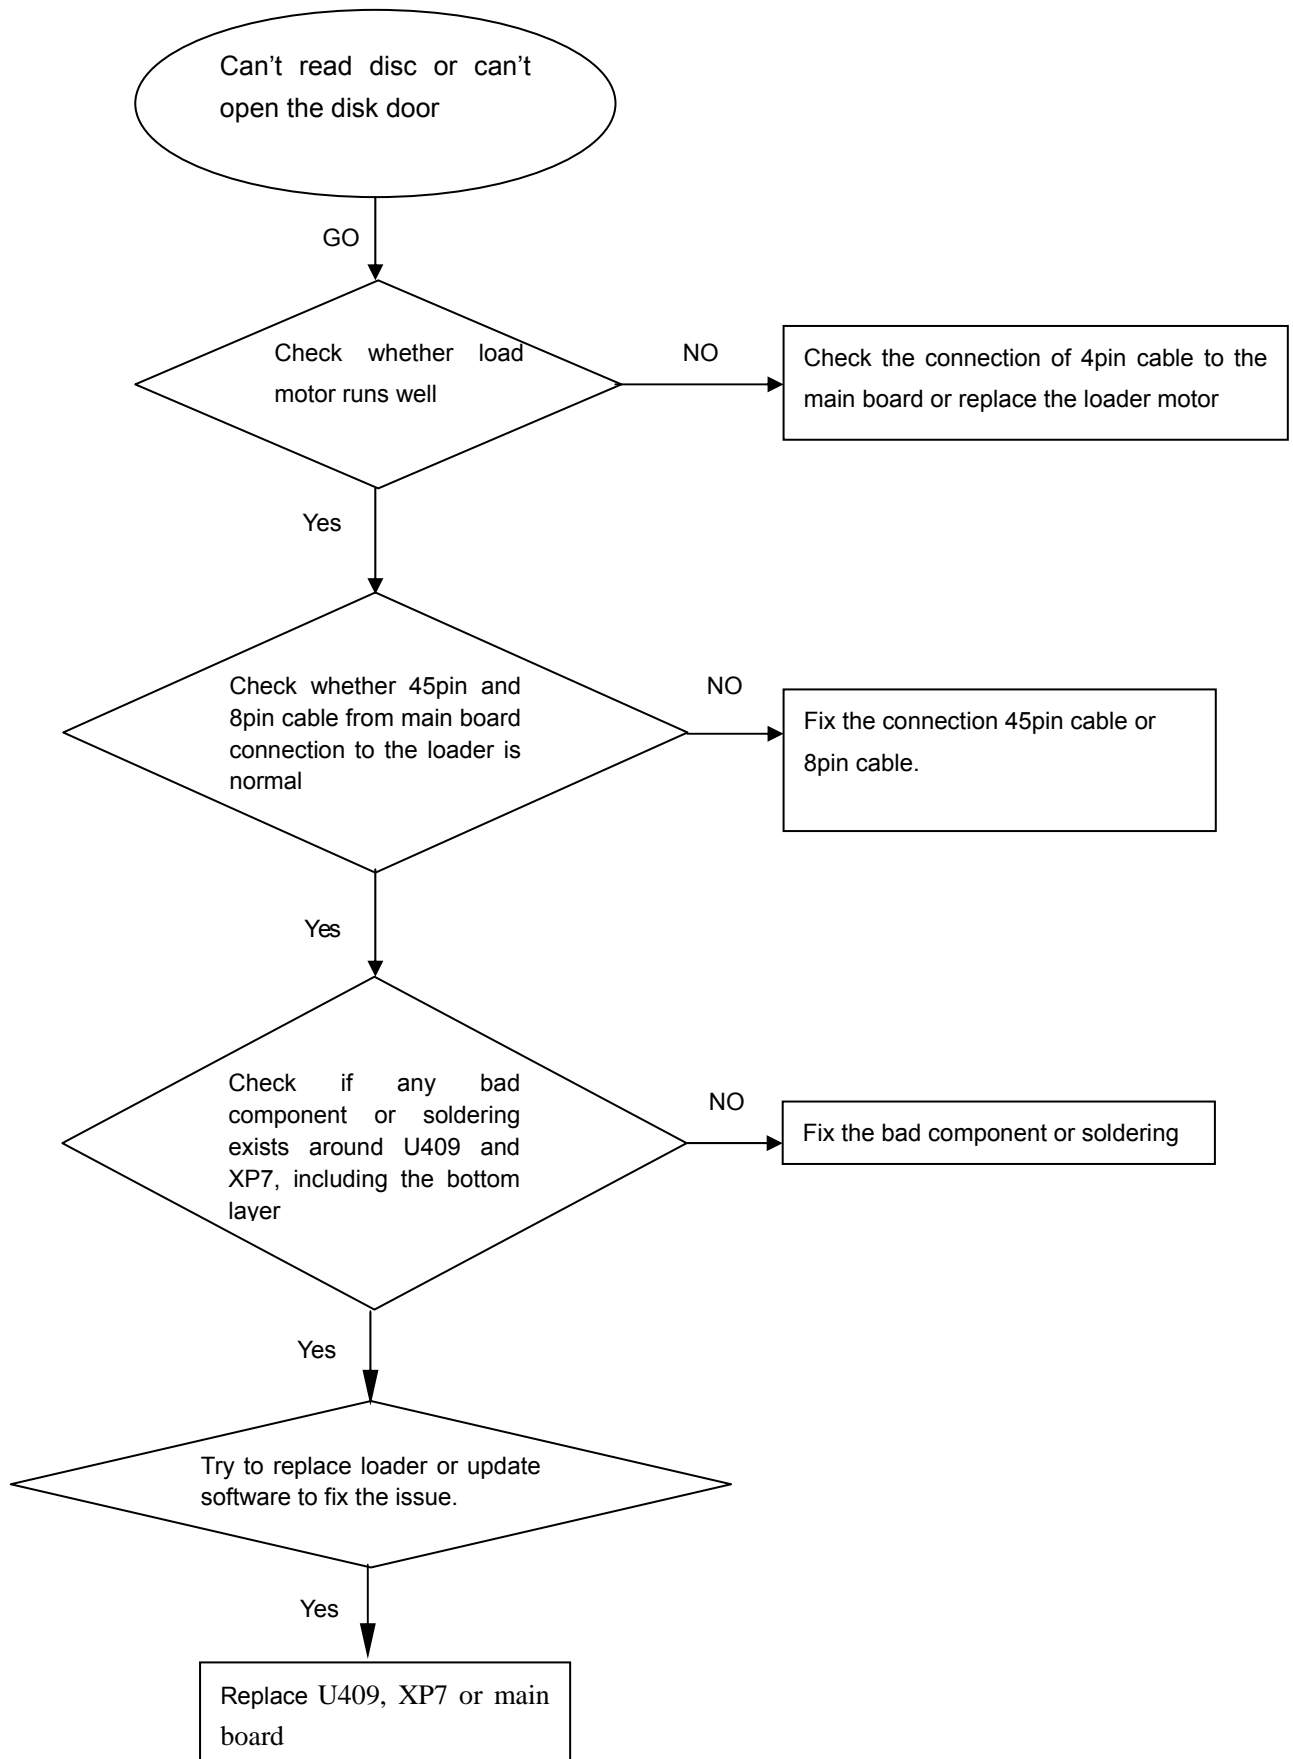 Can't read disc or can't
open the disk door
GO
Check whether load
motor runs well
NO
Check the connection of 4pin cable to the
main board or replace the loader motor
Yes
Check whether 45pin and
8pin cable from main board
connection to the loader is
normal
NO
Fix the connection 45pin cable or
8pin cable.
Yes
Check if any bad
component or soldering
exists around U409 and
XP7, including the bottom
layer
NO
Fix the bad component or soldering
Yes
Try to replace loader or update
software to fix the issue.
Yes
Replace U409, XP7 or main
board